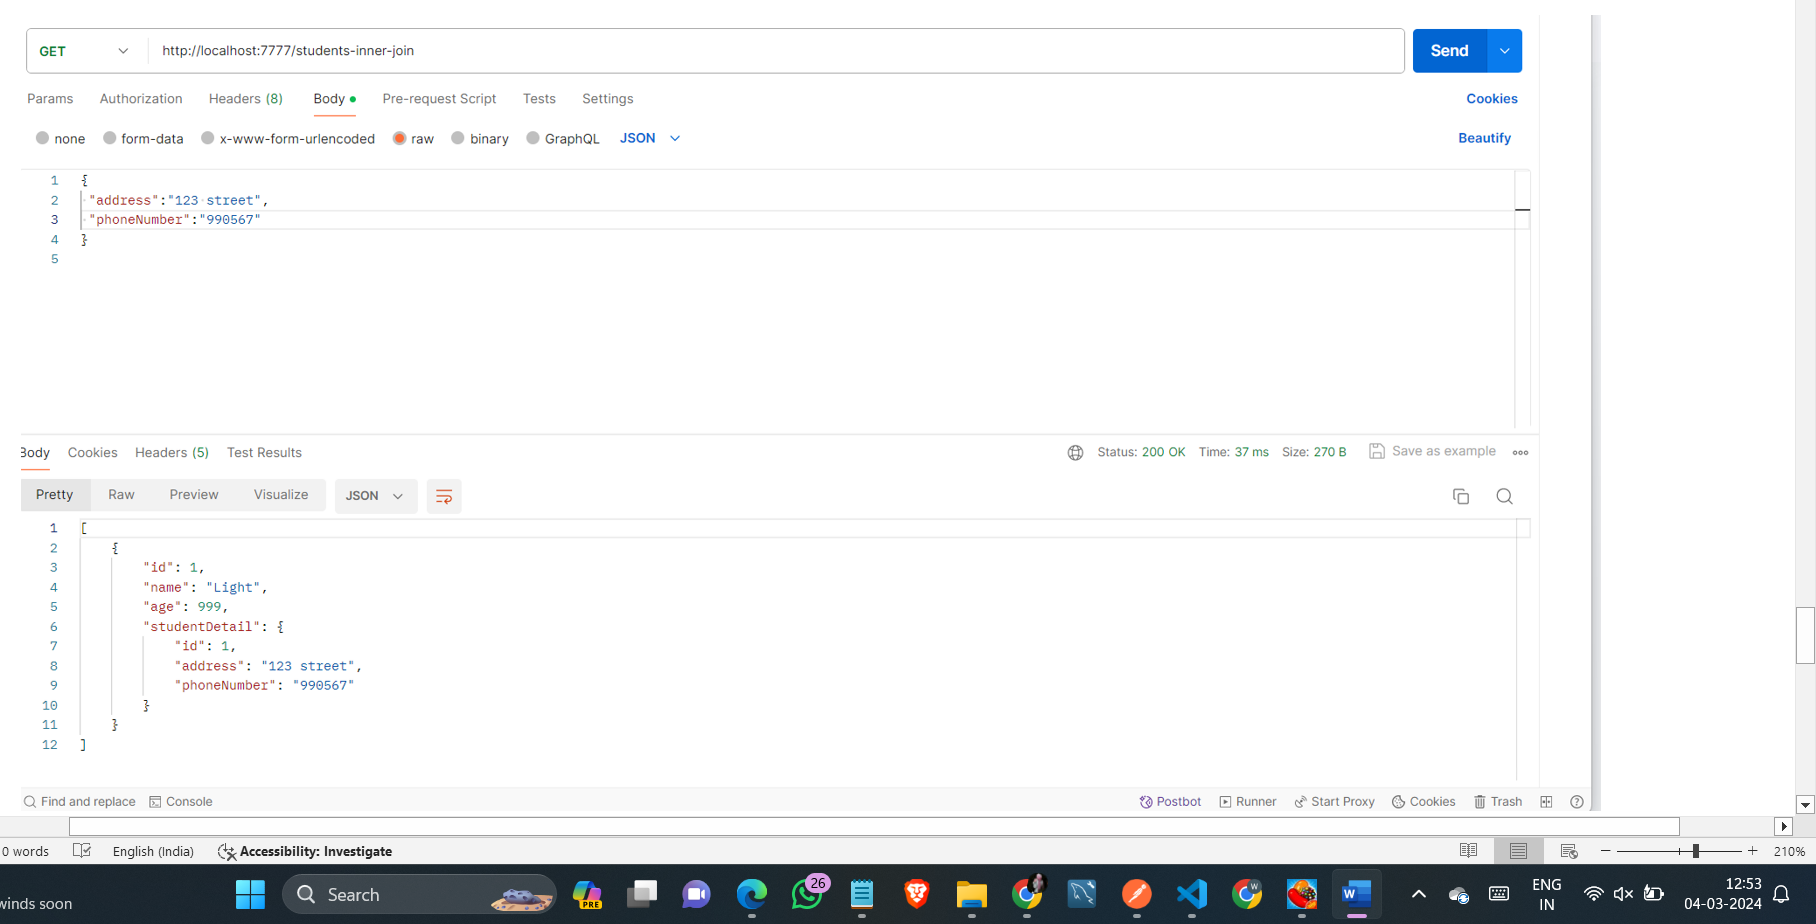 GET http://localhost:7777/students-inner-join Send
Params Authorization Headers (8) Body Pre-request Script Tests Settings Cookies
none form-data x-www-form-urlencoded raw binary GraphQL JSON Beautify
1 {
2 "address":"123 street",
3 "phoneNumber":"990567"
4 }
5
Body Cookies Headers (5) Test Results Status: 200 OK Time: 37 ms Size: 270 B Save as example
Pretty Raw Preview Visualize JSON
1 [
2 {
3 "id": 1,
4 "name": "Light",
5 "age": 999,
6 "studentDetail": {
7 "id": 1,
8 "address": "123 street",
9 "phoneNumber": "990567"
10 }
11 }
12 ]
Find and replace Console Postbot Runner Start Proxy Cookies Trash
0 words English (India) Accessibility: Investigate 210%
winds soon Search PRE 26 W W ENG IN 12:53 04-03-2024